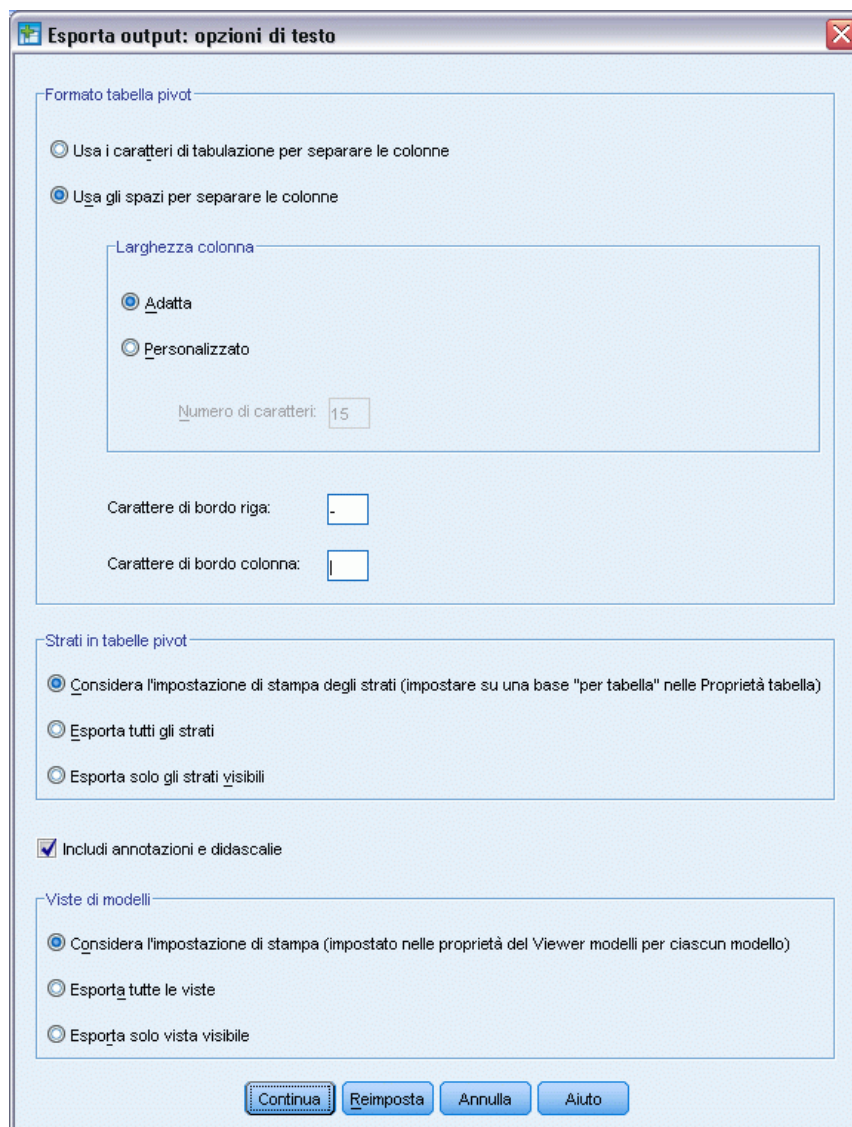 Esporta output: opzioni di testo
Formato tabella pivot
Usa i caratteri di tabulazione per separare le colonne
Usa gli spazi per separare le colonne
Larghezza colonna
Adatta
Personalizzato
Numero di caratteri: 15
Carattere di bordo riga: -
Carattere di bordo colonna: |
Strati in tabelle pivot
Considera l'impostazione di stampa degli strati (impostare su una base "per tabella" nelle Proprietà tabella)
Esporta tutti gli strati
Esporta solo gli strati visibili
Includi annotazioni e didascalie
Viste di modelli
Considera l'impostazione di stampa (impostato nelle proprietà del Viewer modelli per ciascun modello)
Esporta tutte le viste
Esporta solo vista visibile
Continua Reimposta Annulla Aiuto